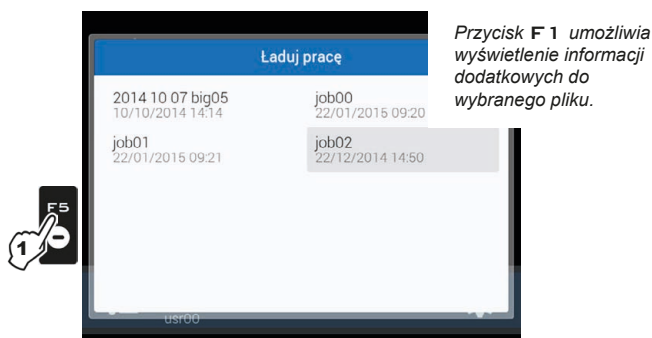 Ładuj pracę
Przycisk F1 umożliwia
wyświetlenie informacji
dodatkowych do
wybranego pliku.
2014 10 07 big05
10/10/2014 14:14
job00
22/01/2015 09:20
job01
22/01/2015 09:21
job02
22/12/2014 14:50
F5
1
usr00